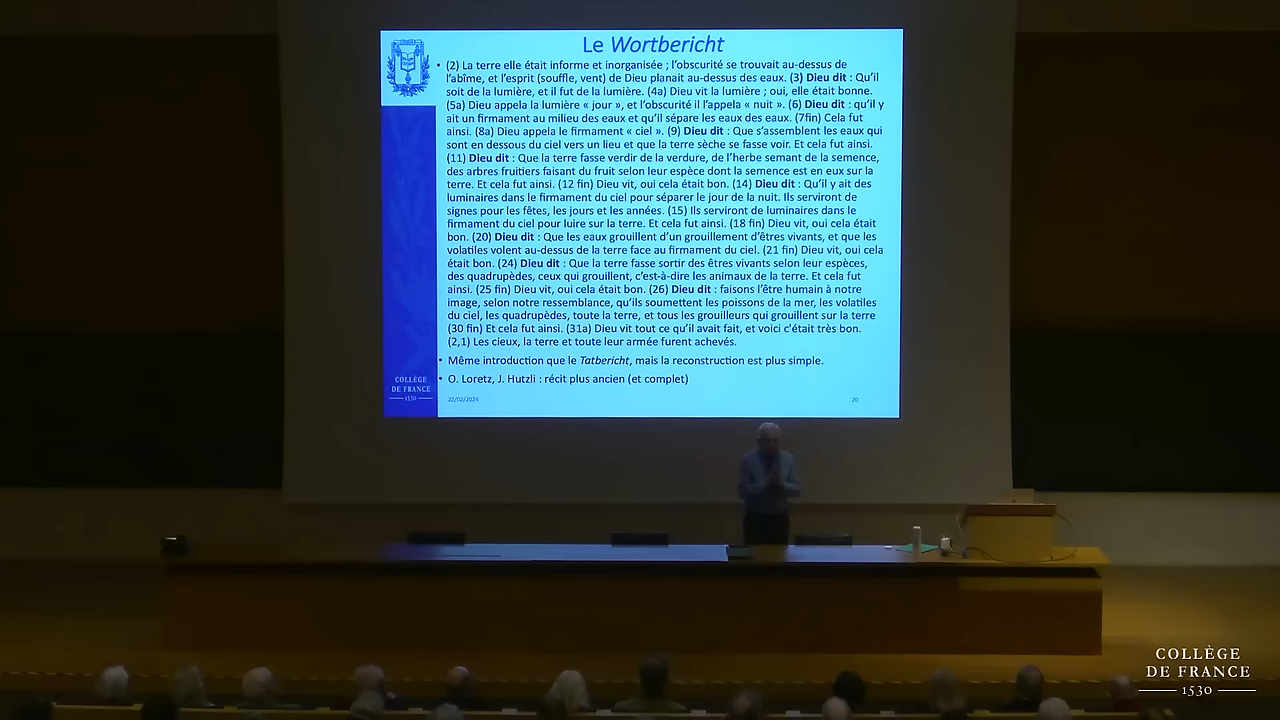 Le Wortbericht
• (2) La terre elle était informe et inorganisée ; l'obscurité se trouvait au-dessus de
l'abîme, et l'esprit (souffle, vent) de Dieu planait au-dessus des eaux. (3) Dieu dit : Qu'il
soit de la lumière, et il fut de la lumière. (4a) Dieu vit la lumière ; oui, elle était bonne.
(5a) Dieu appela la lumière « jour », et l'obscurité il l'appela « nuit ». (6) Dieu dit : qu'il y
ait un firmament au milieu des eaux et qu'il sépare les eaux des eaux. (7fin) Cela fut
ainsi. (8a) Dieu appela le firmament « ciel ». (9) Dieu dit : Que s'assemblent les eaux qui
sont en dessous du ciel vers un lieu et que la terre sèche se fasse voir. Et cela fut ainsi.
(11) Dieu dit : Que la terre fasse verdir de la verdure, de l'herbe semant de la semence,
des arbres fruitiers faisant du fruit selon leur espèce dont la semence est en eux sur la
terre. Et cela fut ainsi. (12 fin) Dieu vit, oui cela était bon. (14) Dieu dit : Qu'il y ait des
luminaires dans le firmament du ciel pour séparer le jour de la nuit. Ils serviront de
signes pour les fêtes, les jours et les années. (15) Ils serviront de luminaires dans le
firmament du ciel pour luire sur la terre. Et cela fut ainsi. (18 fin) Dieu vit, oui cela était
bon. (20) Dieu dit : Que les eaux grouillent d'un grouillement d'êtres vivants, et que les
volatiles volent au-dessus de la terre face au firmament du ciel. (21 fin) Dieu vit, oui cela
était bon. (24) Dieu dit : Que la terre fasse sortir des êtres vivants selon leur espèces,
des quadrupèdes, ceux qui grouillent, c'est-à-dire les animaux de la terre. Et cela fut
ainsi. (25 fin) Dieu vit, oui cela était bon. (26) Dieu dit : faisons l'être humain à notre
image, selon notre ressemblance, qu'ils soumettent les poissons de la mer, les volatiles
du ciel, les quadrupèdes, toute la terre, et tous les grouilleurs qui grouillent sur la terre
(30 fin) Et cela fut ainsi. (31a) Dieu vit tout ce qu'il avait fait, et voici c'était très bon.
(2,1) Les cieux, la terre et toute leur armée furent achevés.
• Même introduction que le Tatbericht, mais la reconstruction est plus simple.
• O. Loretz, J. Hutzli : récit plus ancien (et complet)
COLLÈGE
DE FRANCE
1530
22/02/2024
20
COLLÈGE
DE FRANCE
1530